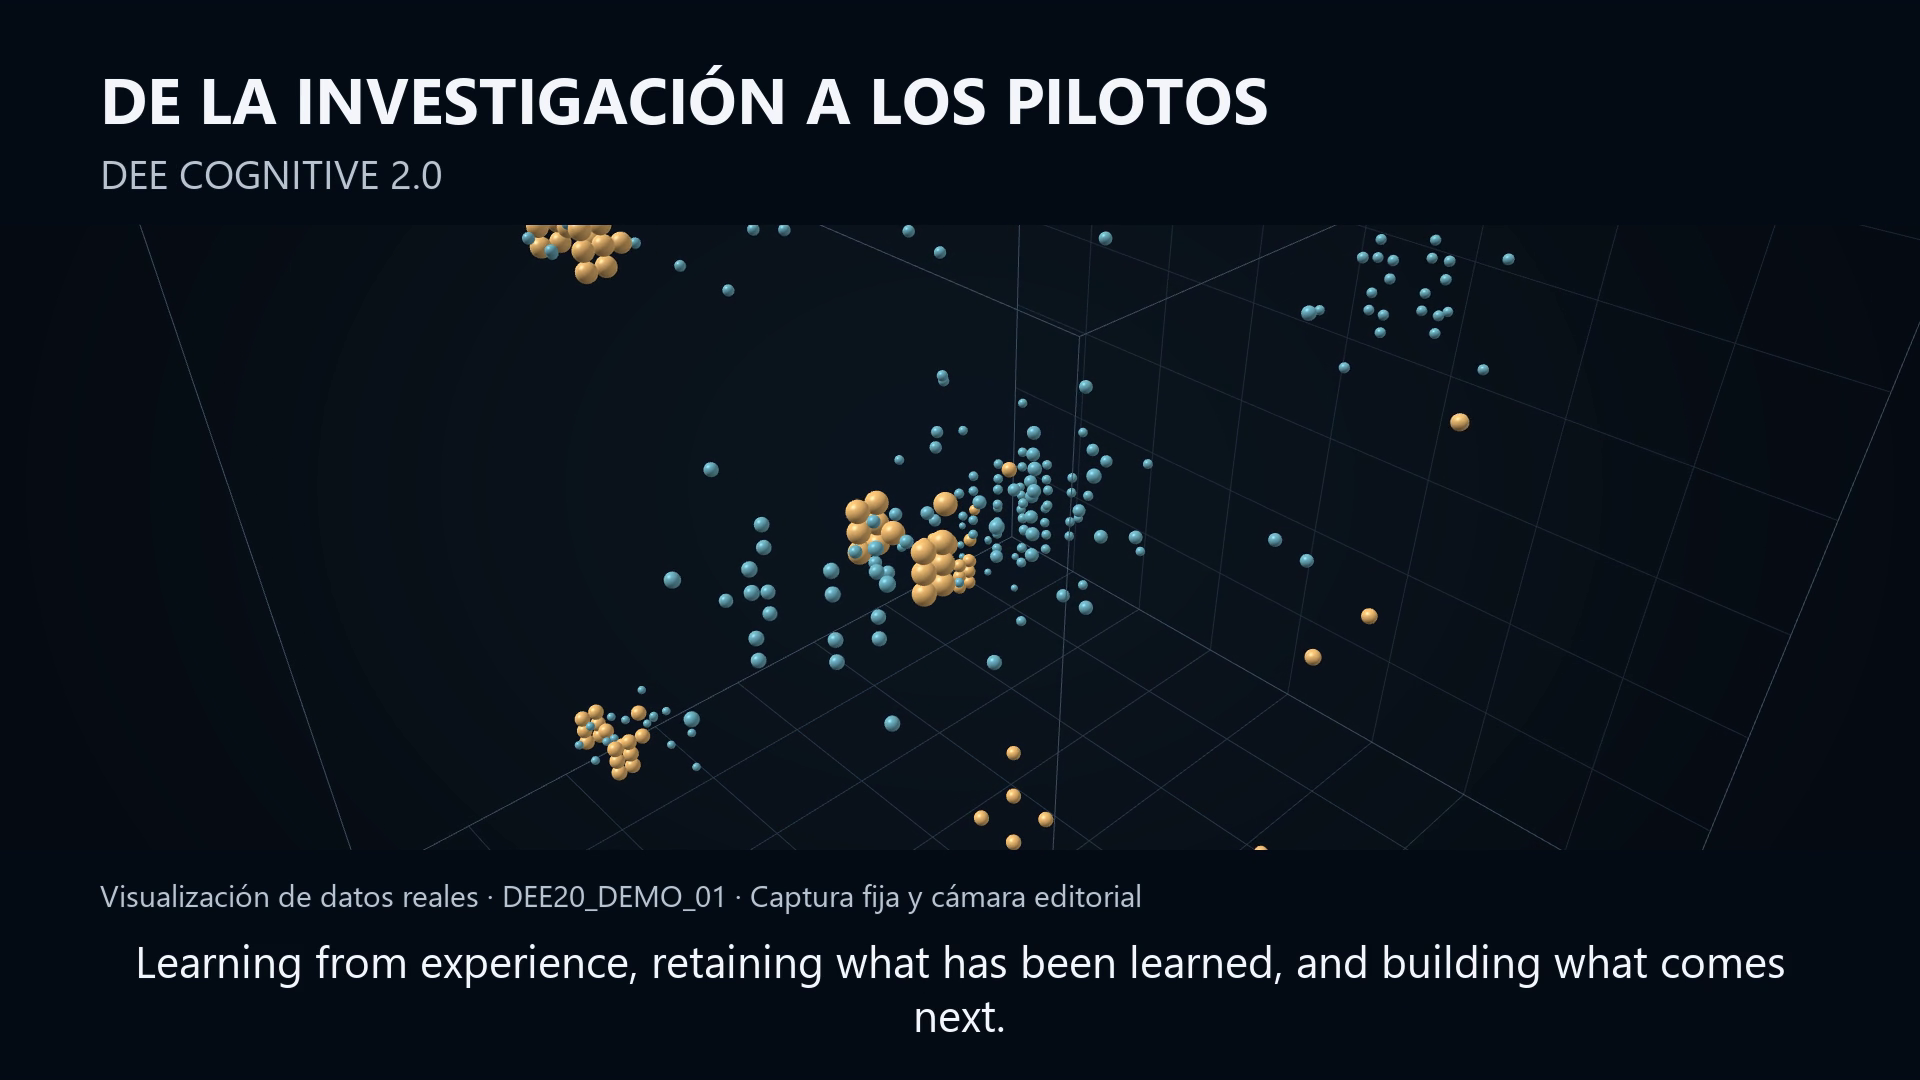 DE LA INVESTIGACIÓN A LOS PILOTOS
DEE COGNITIVE 2.0
Visualización de datos reales · DEE20_DEMO_01 · Captura fija y cámara editorial
Learning from experience, retaining what has been learned, and building what comes
next.